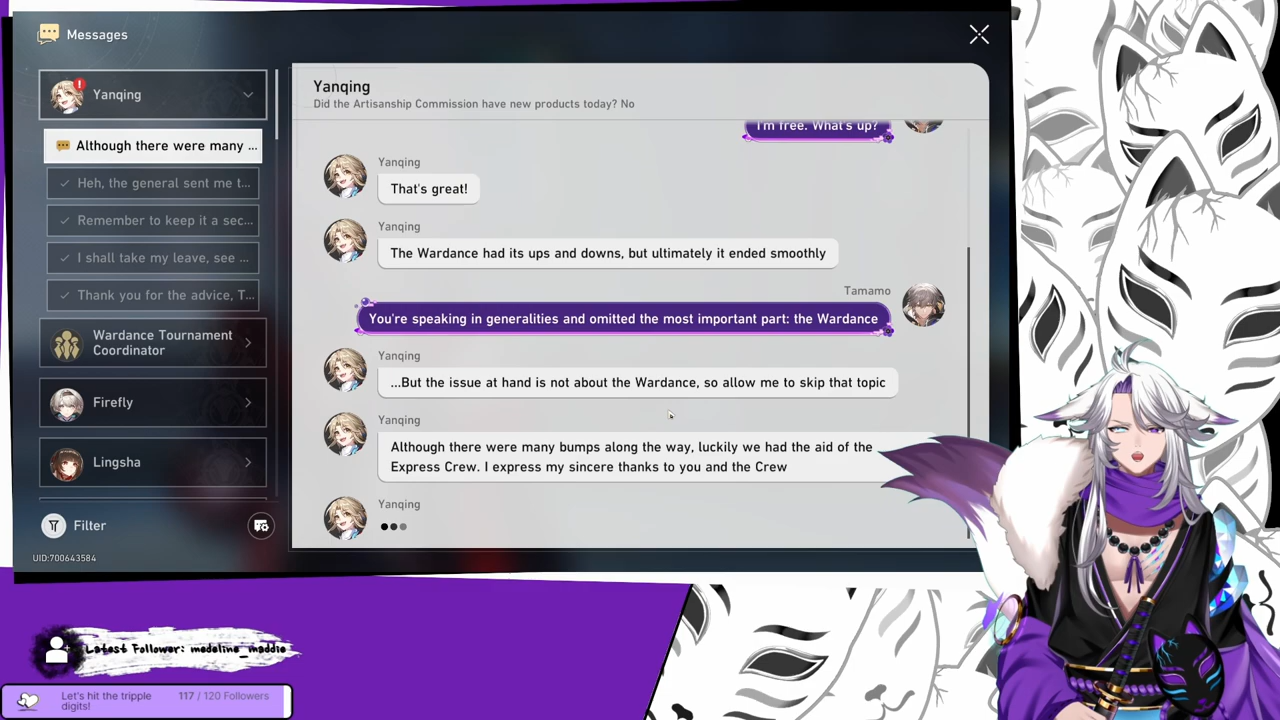 Messages
Yanqing
Although there were many ...
Heh, the general sent me t...
Remember to keep it a sec...
I shall take my leave, see ...
Thank you for the advice, T...
Wardance Tournament
Coordinator
Firefly
Lingsha
Filter
UID:700643584
Yanqing
Did the Artisanship Commission have new products today? No
I'm free. What's up?
Yanqing
That's great!
Yanqing
The Wardance had its ups and downs, but ultimately it ended smoothly
Tamamo
You're speaking in generalities and omitted the most important part: the Wardance
Yanqing
...But the issue at hand is not about the Wardance, so allow me to skip that topic
Yanqing
Although there were many bumps along the way, luckily we had the aid of the
Express Crew. I express my sincere thanks to you and the Crew
Yanqing
Latest Follower: madeline_maddie
Let's hit the tripple
digits!
117 / 120 Followers